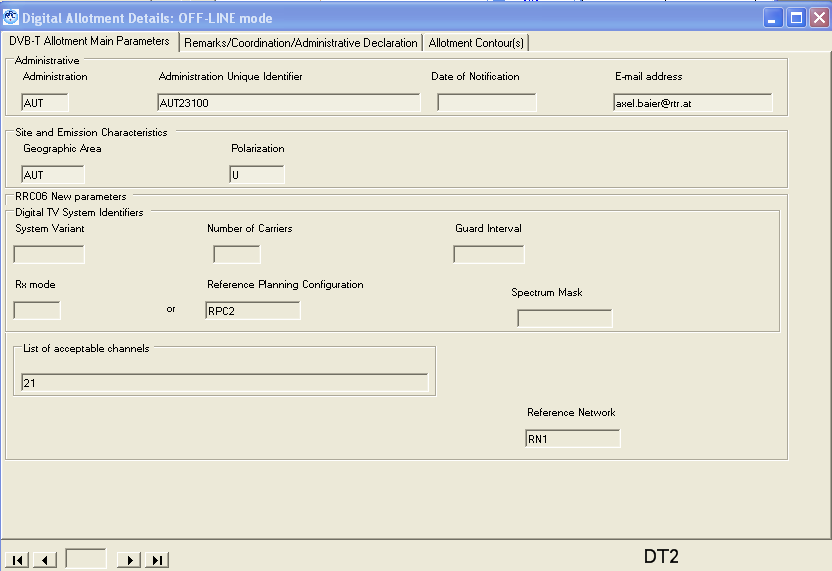 Digital Allotment Details: OFF-LINE mode
DVB-T Allotment Main Parameters Remarks/Coordination/Administrative Declaration Allotment Contour(s)
Administrative
Administration Administration Unique Identifier Date of Notification E-mail address
AUT AUT23100 axel.baier@rtr.at
Site and Emission Characteristics
Geographic Area Polarization
AUT U
RRC06 New parameters
Digital TV System Identifiers
System Variant Number of Carriers Guard Interval
Rx mode Reference Planning Configuration Spectrum Mask
or RPC2
List of acceptable channels
21
Reference Network
RN1
DT2